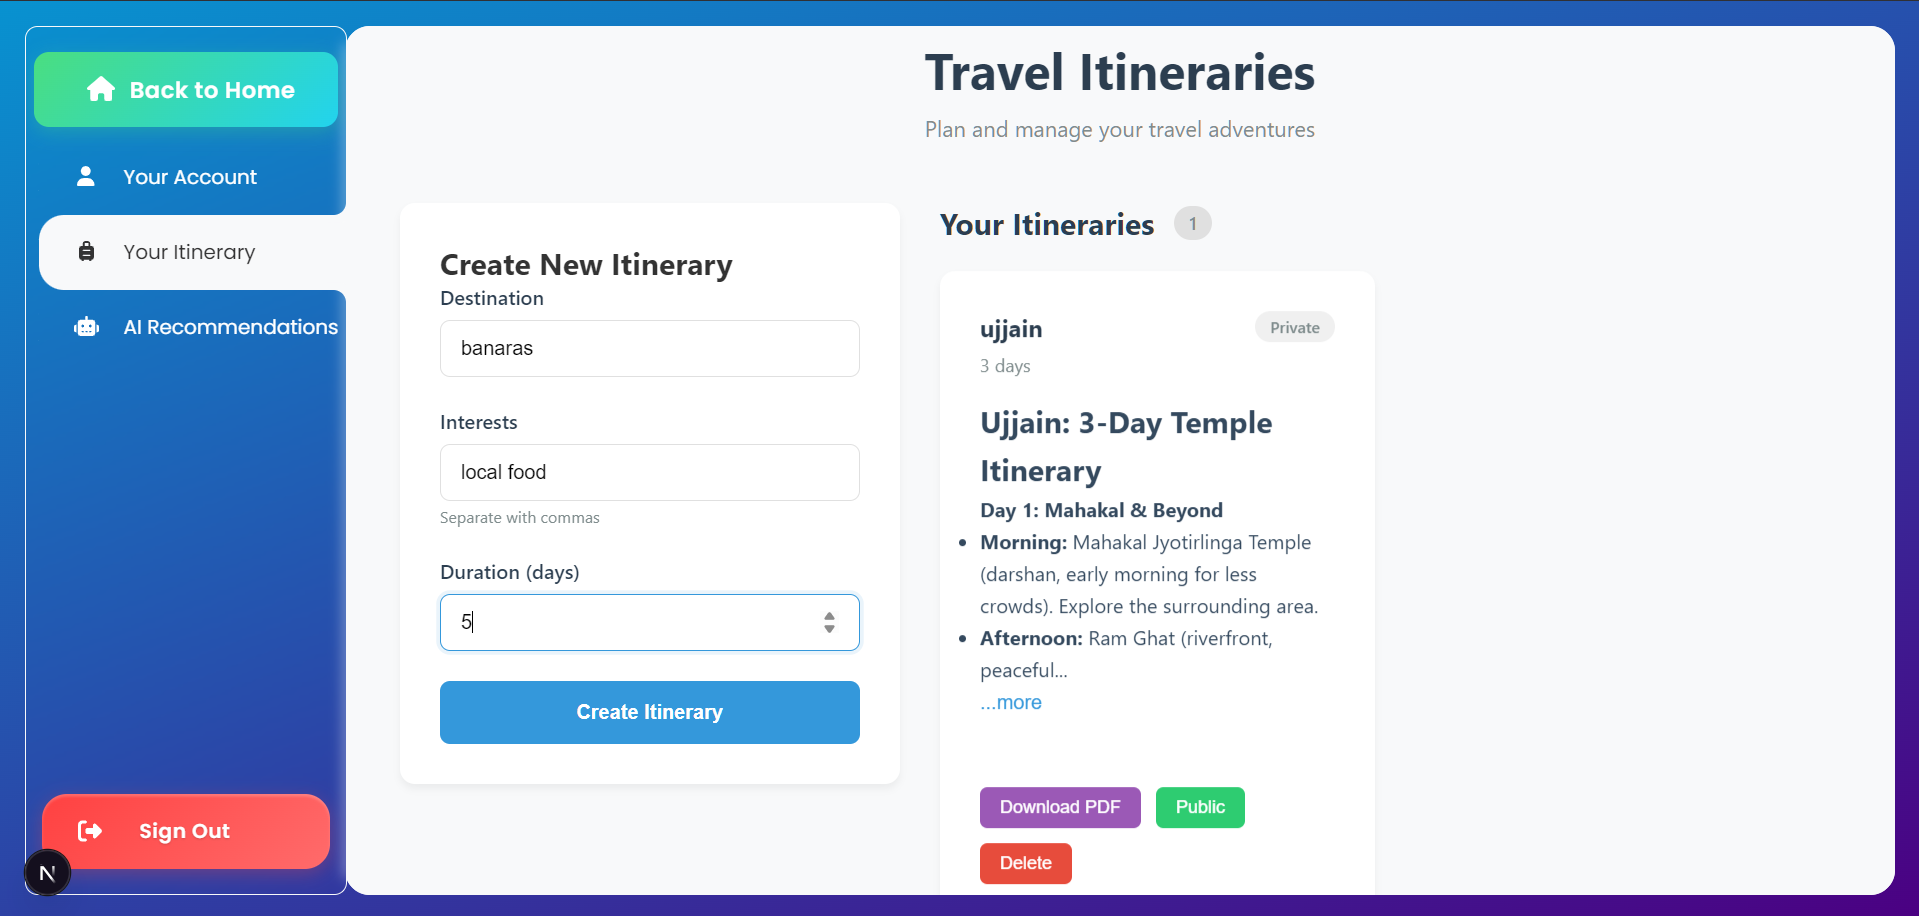 Back to Home
Your Account
Your Itinerary
AI Recommendations
Sign Out
N
Travel Itineraries
Plan and manage your travel adventures
Create New Itinerary
Destination
banaras
Interests
local food
Separate with commas
Duration (days)
5
Create Itinerary
Your Itineraries 1
ujjain Private
3 days
Ujjain: 3-Day Temple
Itinerary
Day 1: Mahakal & Beyond
• Morning: Mahakal Jyotirlinga Temple
(darshan, early morning for less
crowds). Explore the surrounding area.
• Afternoon: Ram Ghat (riverfront,
peaceful...
...more
Download PDF Public
Delete